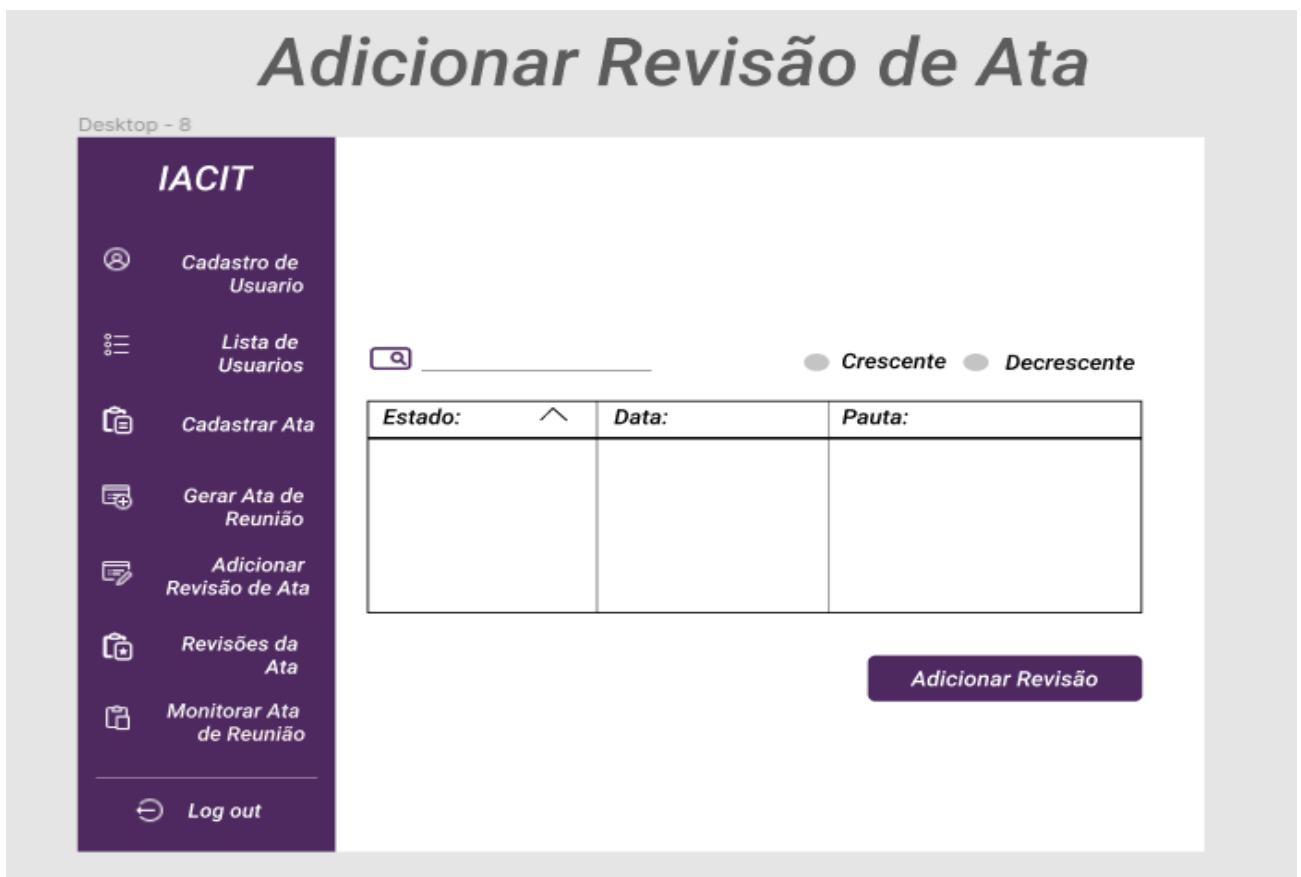 Adicionar Revisão de Ata
Desktop - 8
IACIT
Cadastro de
Usuario
Lista de
Usuarios
Cadastrar Ata
Gerar Ata de
Reunião
Adicionar
Revisão de Ata
Revisões da
Ata
Monitorar Ata
de Reunião
Log out
Crescente Decrescente
Estado: Data: Pauta:
Adicionar Revisão